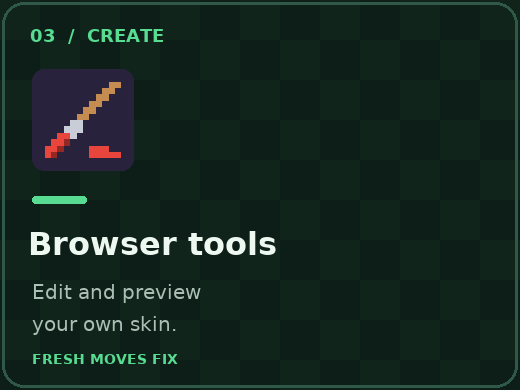 03 / CREATE
Browser tools
Edit and preview
your own skin.
FRESH MOVES FIX